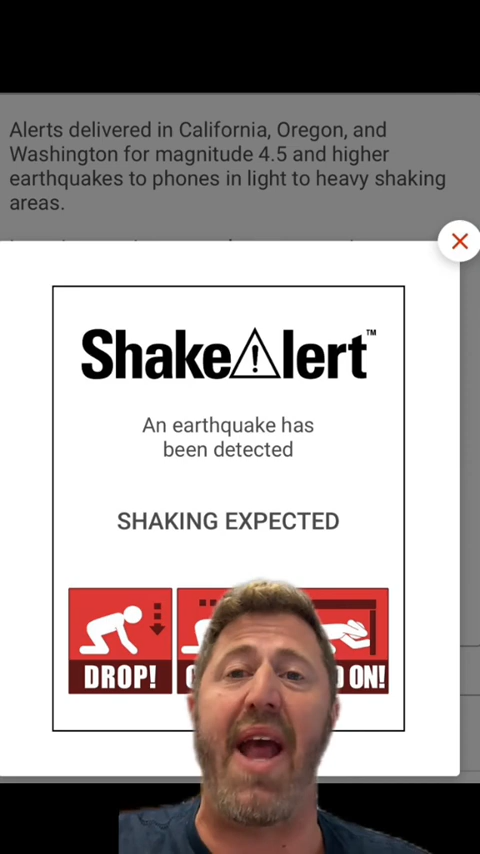 Alerts delivered in California, Oregon, and
Washington for magnitude 4.5 and higher
earthquakes to phones in light to heavy shaking
areas.
ShakeAlert™
An earthquake has
been detected
SHAKING EXPECTED
DROP!
ON!